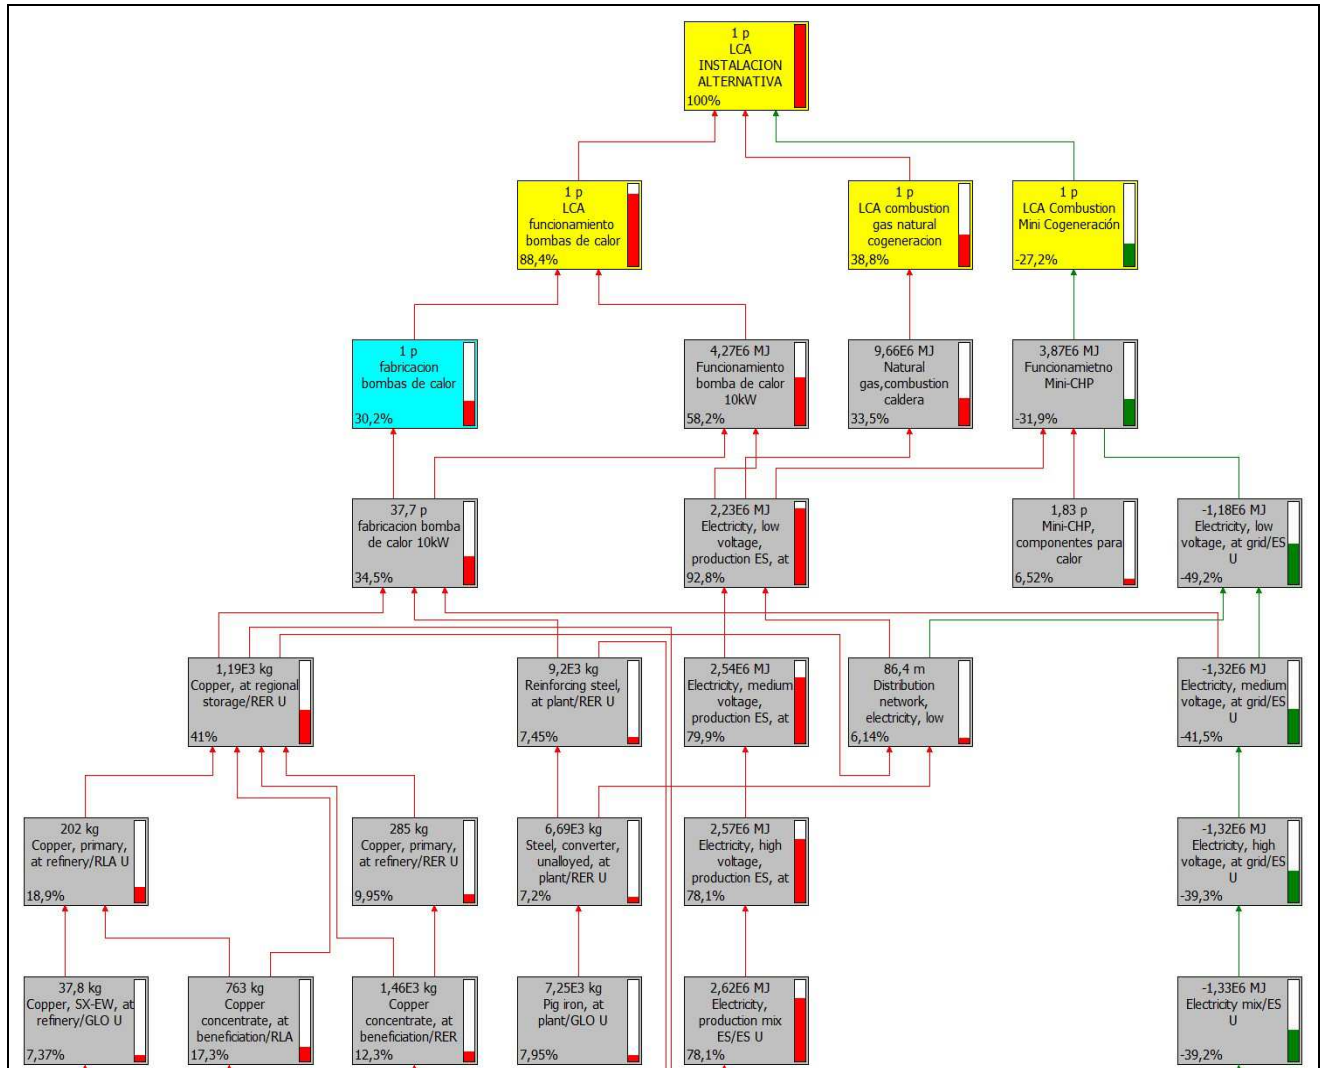 1 p
LCA
INSTALACION
ALTERNATIVA
100%
1 p
LCA
funcionamiento
bombas de calor
88,4%
1 p
LCA combustion
gas natural
cogeneracion
38,8%
1 p
LCA Combustion
Mini Cogeneración
-27,2%
1 p
fabricacion
bombas de calor
30,2%
4,27E6 MJ
Funcionamiento
bomba de calor
10kW
58,2%
9,66E6 MJ
Natural
gas,combustion
caldera
33,5%
3,87E6 MJ
Funcionamietno
Mini-CHP
-31,9%
37,7 p
fabricacion bomba
de calor 10kW
34,5%
2,23E6 MJ
Electricity, low
voltage,
production ES, at
92,8%
1,83 p
Mini-CHP,
componentes para
calor
6,52%
-1,18E6 MJ
Electricity, low
voltage, at grid/ES
U
-49,2%
1,19E3 kg
Copper, at regional
storage/RER U
41%
9,2E3 kg
Reinforcing steel,
at plant/RER U
7,45%
2,54E6 MJ
Electricity, medium
voltage,
production ES, at
79,9%
86,4 m
Distribution
network,
electricity, low
6,14%
-1,32E6 MJ
Electricity, medium
voltage, at grid/ES
U
-41,5%
202 kg
Copper, primary,
at refinery/RLA U
18,9%
285 kg
Copper, primary,
at refinery/RER U
9,95%
6,69E3 kg
Steel, converter,
unalloyed, at
plant/RER U
7,2%
2,57E6 MJ
Electricity, high
voltage,
production ES, at
78,1%
-1,32E6 MJ
Electricity, high
voltage, at grid/ES
U
-39,3%
37,8 kg
Copper, SX-EW, at
refinery/GLO U
7,37%
763 kg
Copper
concentrate, at
beneficiation/RLA
17,3%
1,46E3 kg
Copper
concentrate, at
beneficiation/RER
12,3%
7,25E3 kg
Pig iron, at
plant/GLO U
7,95%
2,62E6 MJ
Electricity,
production mix
ES/ES U
78,1%
-1,33E6 MJ
Electricity mix/ES
U
-39,2%